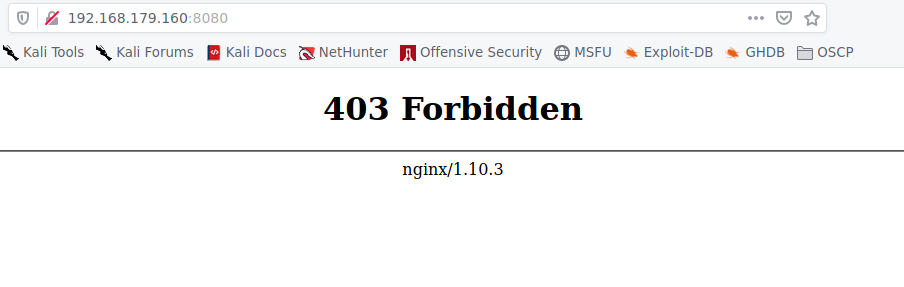 192.168.179.160:8080
Kali Tools Kali Forums Kali Docs NetHunter Offensive Security MSFU Exploit-DB GHDB OSCP
403 Forbidden
nginx/1.10.3